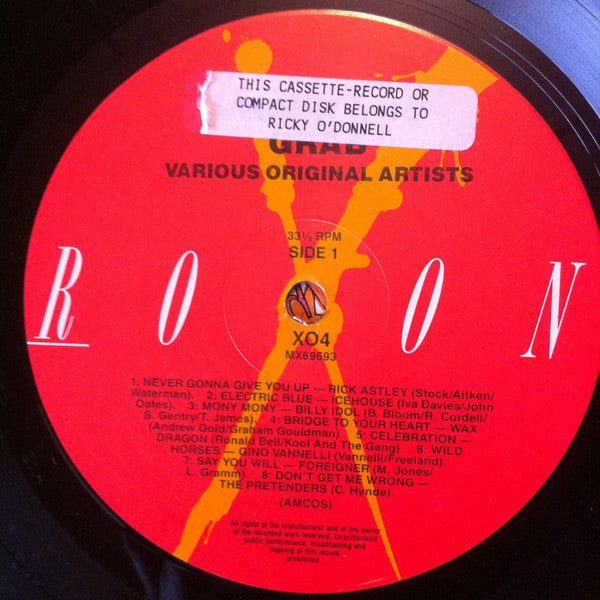 THIS CASSETTE-RECORD OR
COMPACT DISK BELONGS TO
RICKY O'DONNELL
GRAB
VARIOUS ORIGINAL ARTISTS
33⅓ RPM
SIDE 1
R O X O N
XO4
MX69693
1: NEVER GONNA GIVE YOU UP — RICK ASTLEY (Stock/Aitken/
Waterman). 2: ELECTRIC BLUE — ICEHOUSE (Iva Davies/John
Oates). 3: MONY MONY — BILLY IDOL (B. Bloom/R. Cordell/
S. Gentry/T. James). 4: BRIDGE TO YOUR HEART — WAX
(Andrew Gold/Graham Gouldman). 5: CELEBRATION —
DRAGON (Ronald Bell/Kool And The Gang). 6: WILD
HORSES — GINO VANNELLI (Vannelli/Freeland).
7: SAY YOU WILL — FOREIGNER (M. Jones/
L. Gramm). 8: DON'T GET ME WRONG —
THE PRETENDERS (C. Hynde).
(AMCOS)
All rights of the manufacturer and of the owner
of the recorded work reserved. Unauthorised
public performance, broadcasting and
copying of this record
prohibited